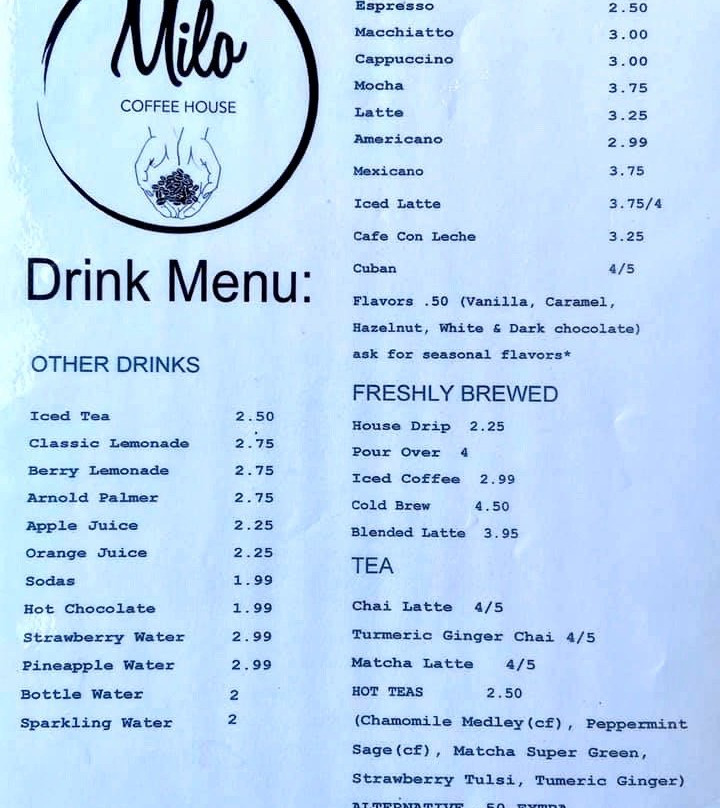 Milo
COFFEE HOUSE
Drink Menu:
OTHER DRINKS
Iced Tea 2.50
Classic Lemonade 2.75
Berry Lemonade 2.75
Arnold Palmer 2.75
Apple Juice 2.25
Orange Juice 2.25
Sodas 1.99
Hot Chocolate 1.99
Strawberry Water 2.99
Pineapple Water 2.99
Bottle Water 2
Sparkling Water 2
Espresso 2.50
Macchiatto 3.00
Cappuccino 3.00
Mocha 3.75
Latte 3.25
Americano 2.99
Mexicano 3.75
Iced Latte 3.75/4
Cafe Con Leche 3.25
Cuban 4/5
Flavors .50 (Vanilla, Caramel,
Hazelnut, White & Dark chocolate)
ask for seasonal flavors*
FRESHLY BREWED
House Drip 2.25
Pour Over 4
Iced Coffee 2.99
Cold Brew 4.50
Blended Latte 3.95
TEA
Chai Latte 4/5
Turmeric Ginger Chai 4/5
Matcha Latte 4/5
HOT TEAS 2.50
(Chamomile Medley(cf), Peppermint
Sage(cf), Matcha Super Green,
Strawberry Tulsi, Tumeric Ginger)
ALTERNATIVE .50 EXTRA